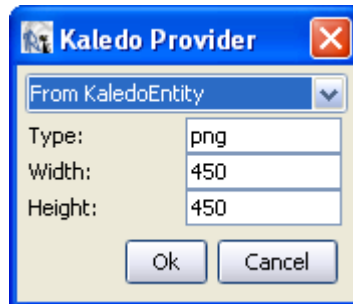 Kaledo Provider
From KaledoEntity
Type: png
Width: 450
Height: 450
Ok Cancel